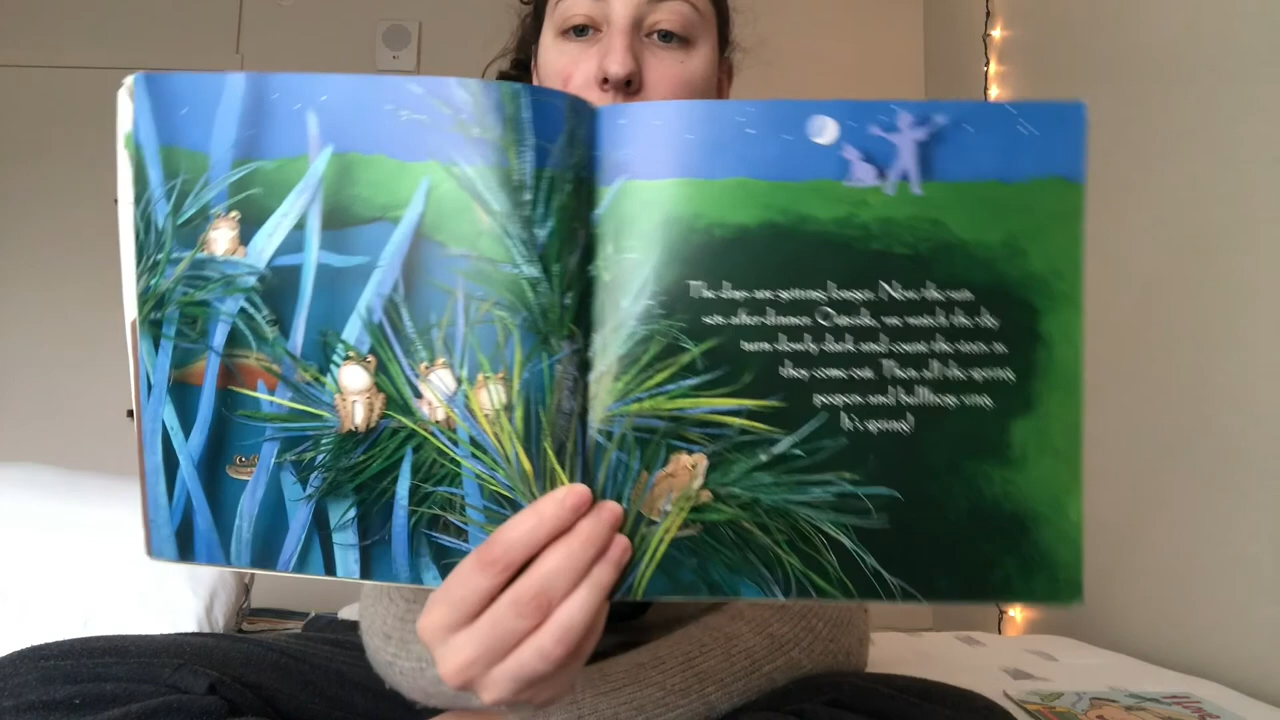 The days are getting longer. Now the sun
sets after dinner. Outside, we watch the sky
turn slowly dark and count the stars as
they come out. Then all the spring
peepers and bullfrogs sing.
It's spring!